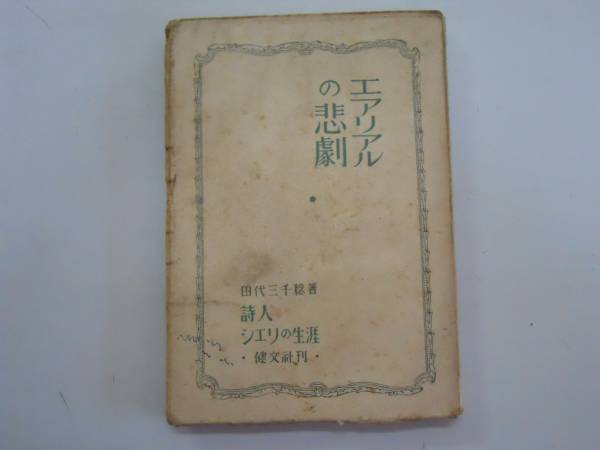 エアリアル
の悲劇
田代三千稔著
詩人
シエリの生涯
・健文社刊・